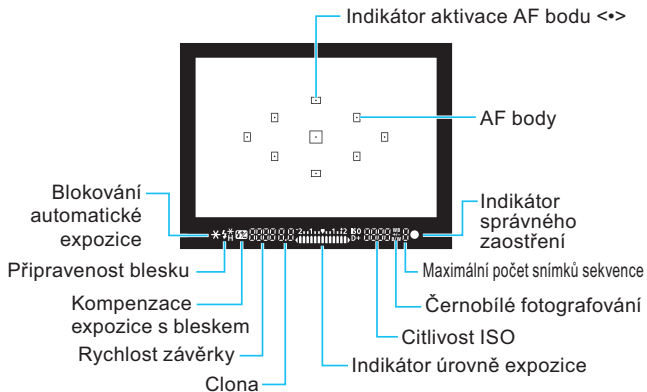 Indikátor aktivace AF bodu <•>
AF body
Blokování
automatické
expozice
Indikátor
správného
zaostření
Připravenost blesku
Maximální počet snímků sekvence
Kompenzace
expozice s bleskem
Černobílé fotografování
Rychlost závěrky
Citlivost ISO
Clona
Indikátor úrovně expozice
ISO
D+